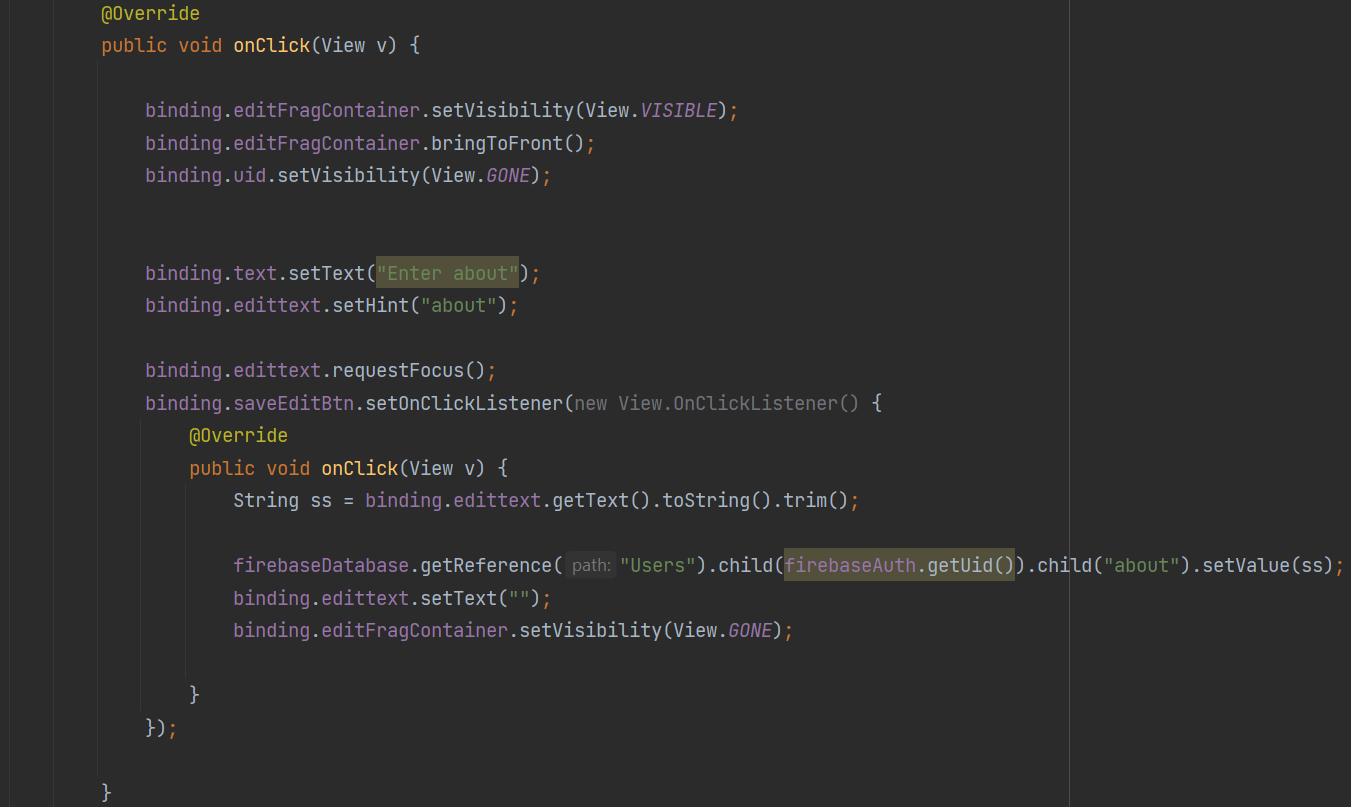 @Override
public void onClick(View v) {
binding.editFragContainer.setVisibility(View.VISIBLE);
binding.editFragContainer.bringToFront();
binding.uid.setVisibility(View.GONE);
binding.text.setText("Enter about");
binding.edittext.setHint("about");
binding.edittext.requestFocus();
binding.saveEditBtn.setOnClickListener(new View.OnClickListener() {
@Override
public void onClick(View v) {
String ss = binding.edittext.getText().toString().trim();
firebaseDatabase.getReference( path: "Users").child(firebaseAuth.getUid()).child("about").setValue(ss);
binding.edittext.setText("");
binding.editFragContainer.setVisibility(View.GONE);
}
});
}